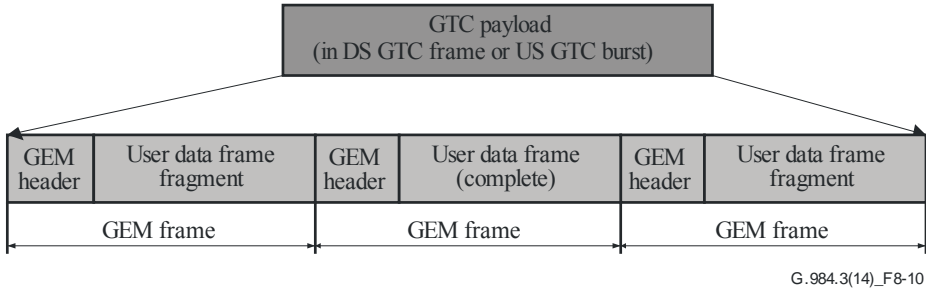 GTC payload
(in DS GTC frame or US GTC burst)
GEM
header
User data frame
fragment
GEM
header
User data frame
(complete)
GEM
header
User data frame
fragment
GEM frame
GEM frame
GEM frame
G.984.3(14)_F8-10